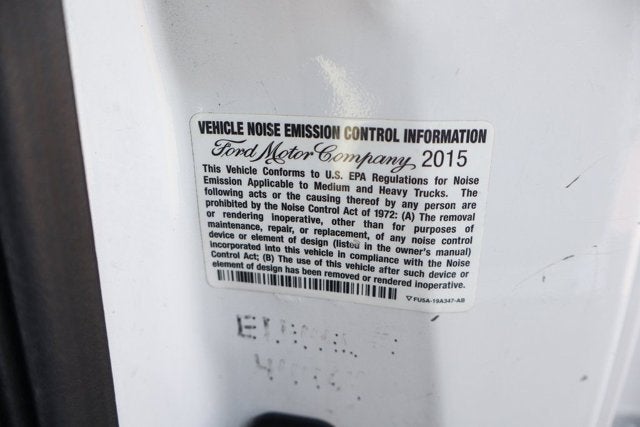 VEHICLE NOISE EMISSION CONTROL INFORMATION
Ford Motor Company 2015
This Vehicle Conforms to U.S. EPA Regulations for Noise
Emission Applicable to Medium and Heavy Trucks. The
following acts or the causing thereof by any person are
prohibited by the Noise Control Act of 1972: (A) The removal
or rendering inoperative, other than for purposes of
maintenance, repair, or replacement, of any noise control
device or element of design (listed in the owner's manual)
incorporated into this vehicle in compliance with the Noise
Control Act; (B) The use of this vehicle after such device or
element of design has been removed or rendered inoperative.
FU5A-19A347-AB